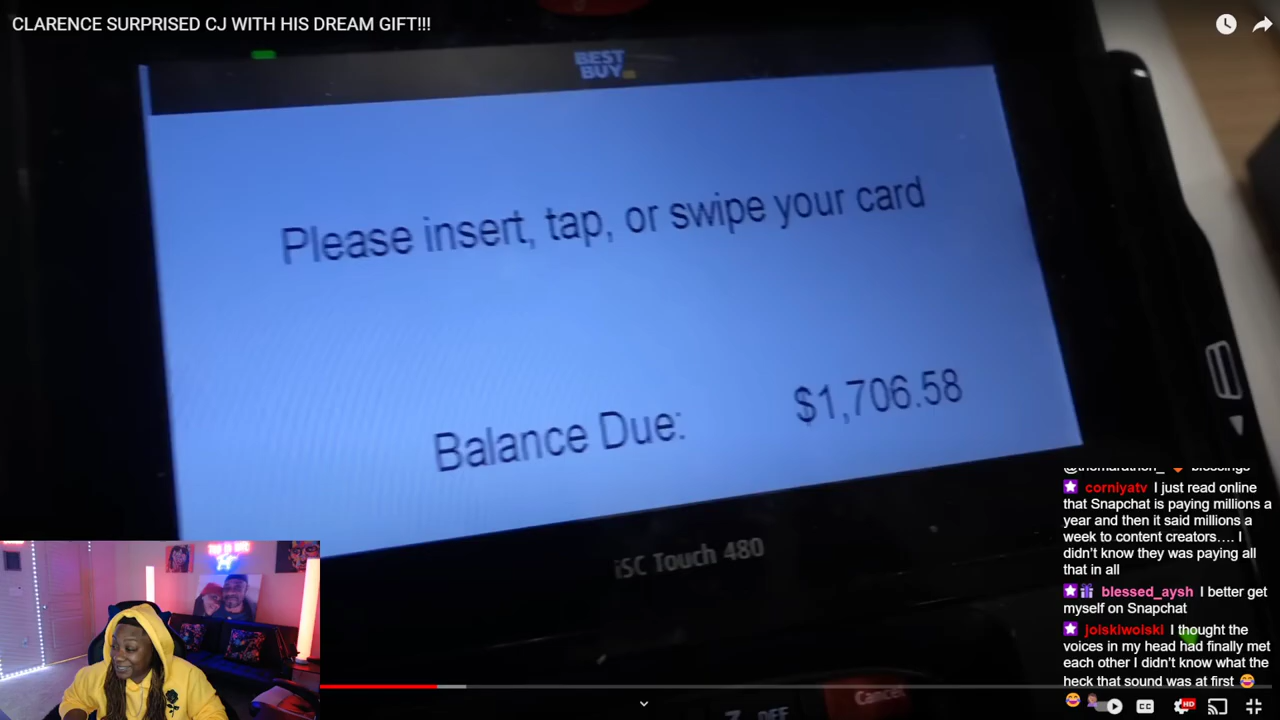 CLARENCE SURPRISED CJ WITH HIS DREAM GIFT!!!
BEST
BUY
Please insert, tap, or swipe your card
Balance Due: $1,706.58
iSC Touch 480
Cancel
blessings
corniyatv I just read online
that Snapchat is paying millions a
year and then it said millions a
week to content creators…. I
didn't know they was paying all
that in all
blessed_aysh I better get
myself on Snapchat
jolskiwolski I thought the
voices in my head had finally met
each other I didn't know what the
heck that sound was at first 😂
CC
HD